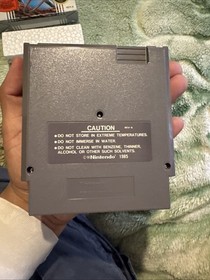 CAUTION
• DO NOT STORE IN EXTREME TEMPERATURES.
• DO NOT IMMERSE IN WATER.
• DO NOT CLEAN WITH BENZENE, THINNER,
ALCOHOL OR OTHER SUCH SOLVENTS.
©Nintendo 1985